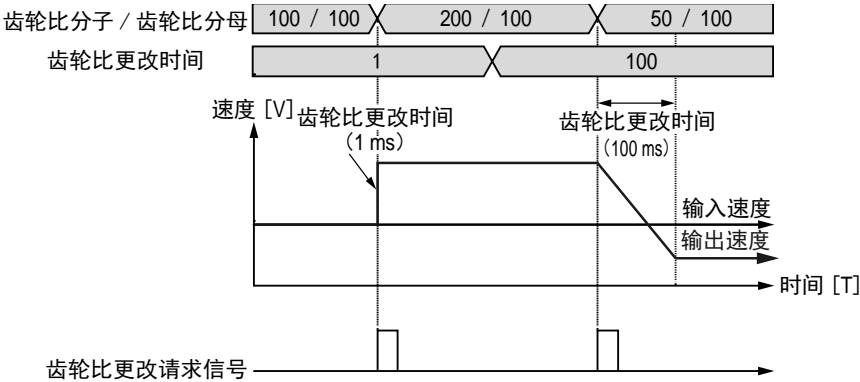 齿轮比分子 / 齿轮比分母 100 / 100 200 / 100 50 / 100
齿轮比更改时间 1 100
速度 [V]
齿轮比更改时间
(1 ms)
齿轮比更改时间
(100 ms)
输入速度
输出速度
时间 [T]
齿轮比更改请求信号